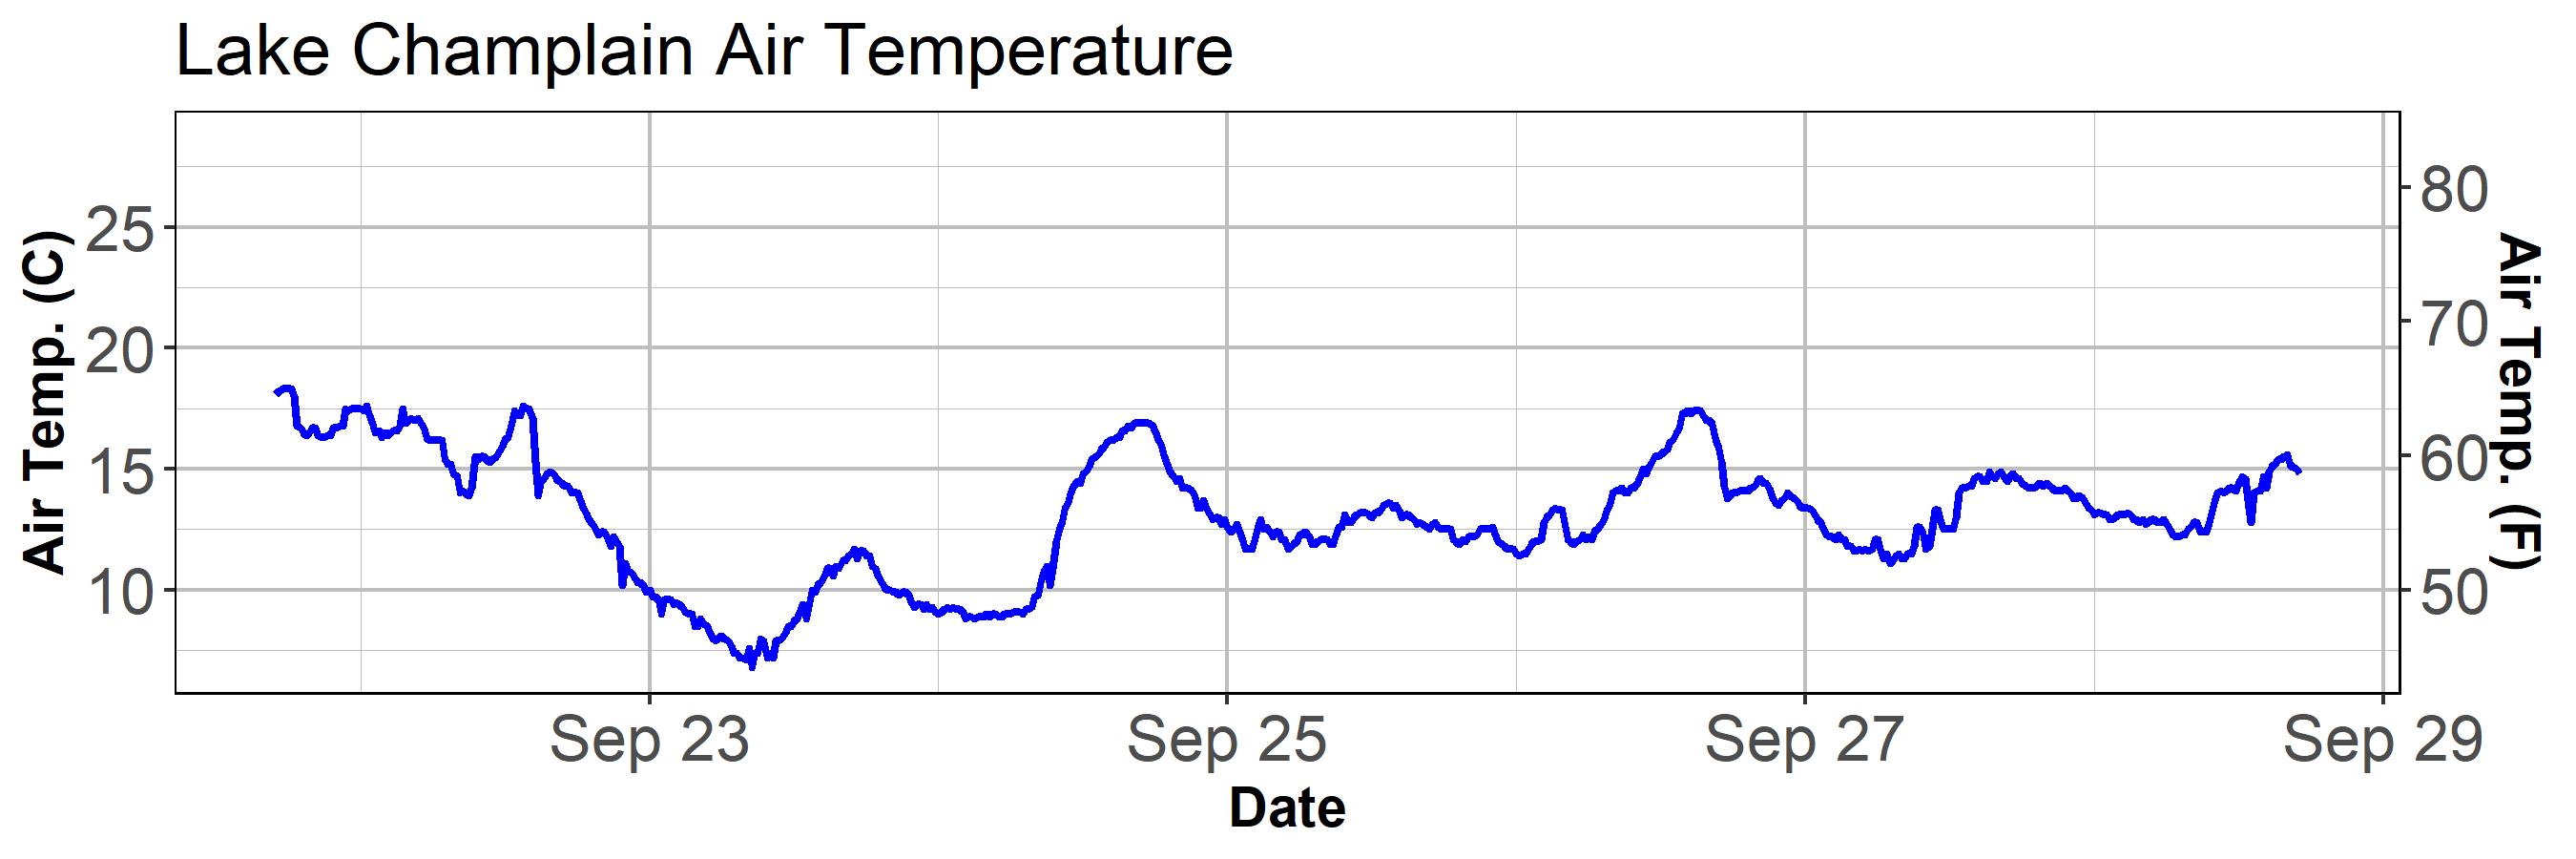 Lake Champlain Air Temperature
Air Temp. (C)
25
20
15
10
80
70
60
50
Air Temp. (F)
Sep 23
Sep 25
Sep 27
Sep 29
Date